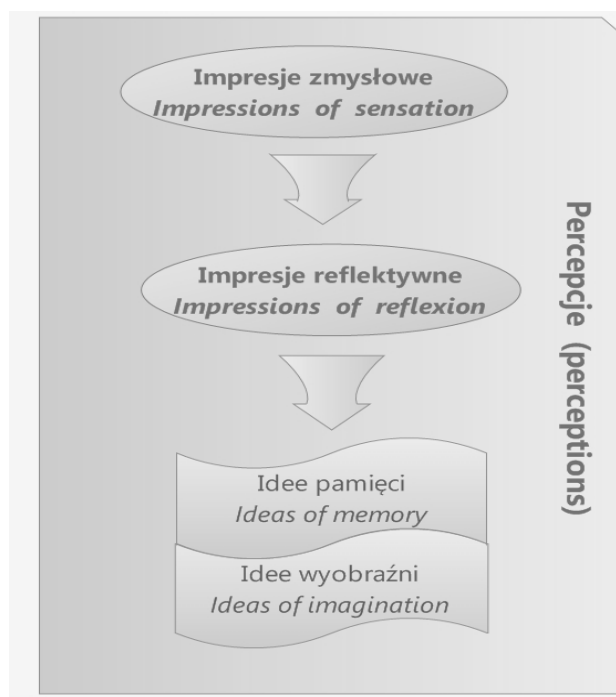 Impresje zmysłowe
Impressions of sensation
Impresje reflektywne
Impressions of reflexion
Idee pamięci
Ideas of memory
Idee wyobraźni
Ideas of imagination
Percepcje (perceptions)